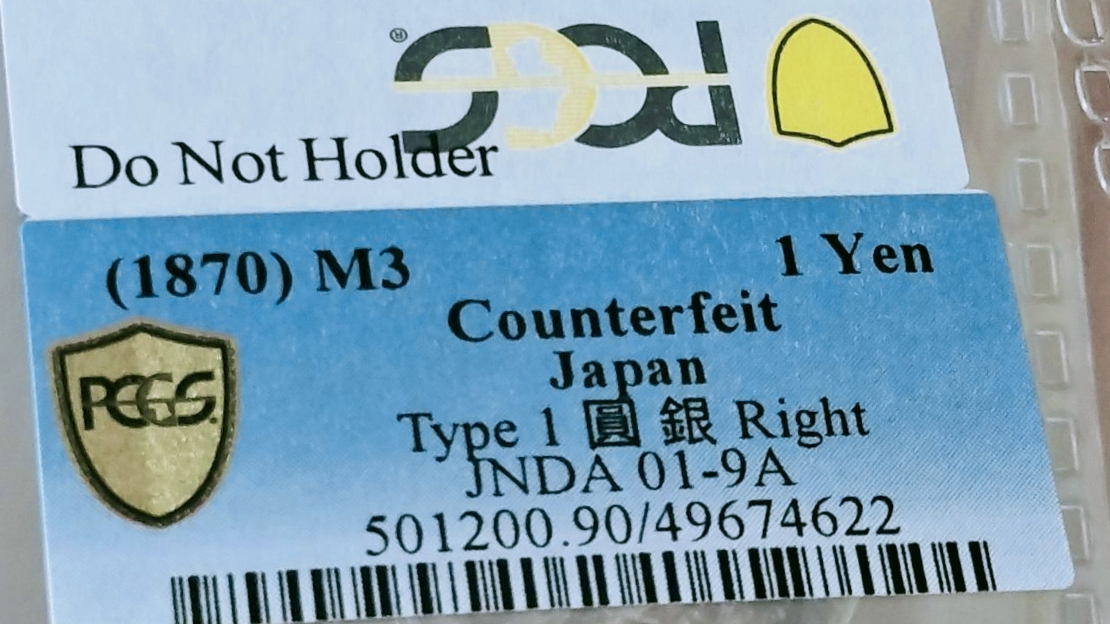 PCGS®
Do Not Holder
(1870) M3 1 Yen
Counterfeit
Japan
PCGS
Type 1 圓 銀 Right
JNDA 01-9A
501200.90/49674622